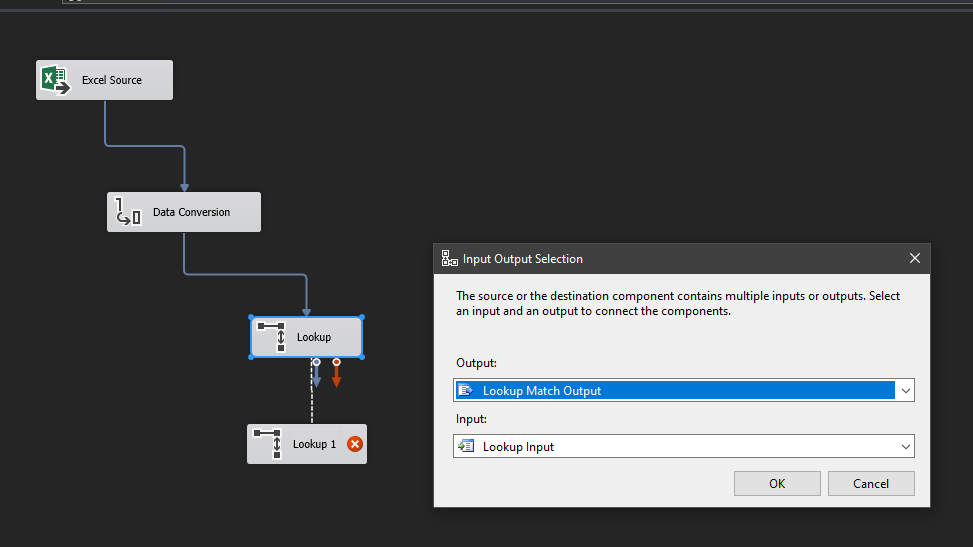 Excel Source
Data Conversion
Lookup
Lookup 1
Input Output Selection
The source or the destination component contains multiple inputs or outputs. Select
an input and an output to connect the components.
Output:
Lookup Match Output
Input:
Lookup Input
OK
Cancel